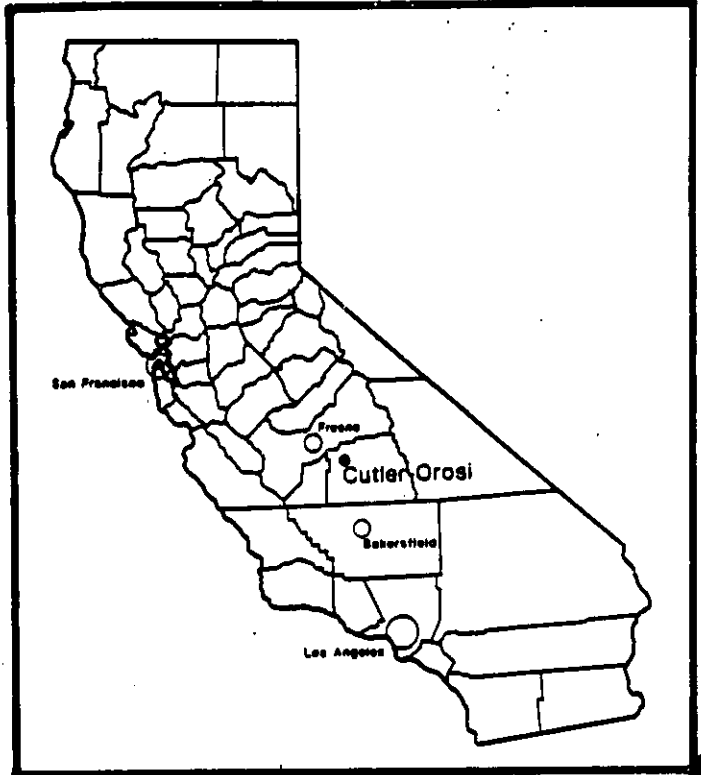 San Francisco
Fresno
Cutler-Orosi
Bakersfield
Los Angeles